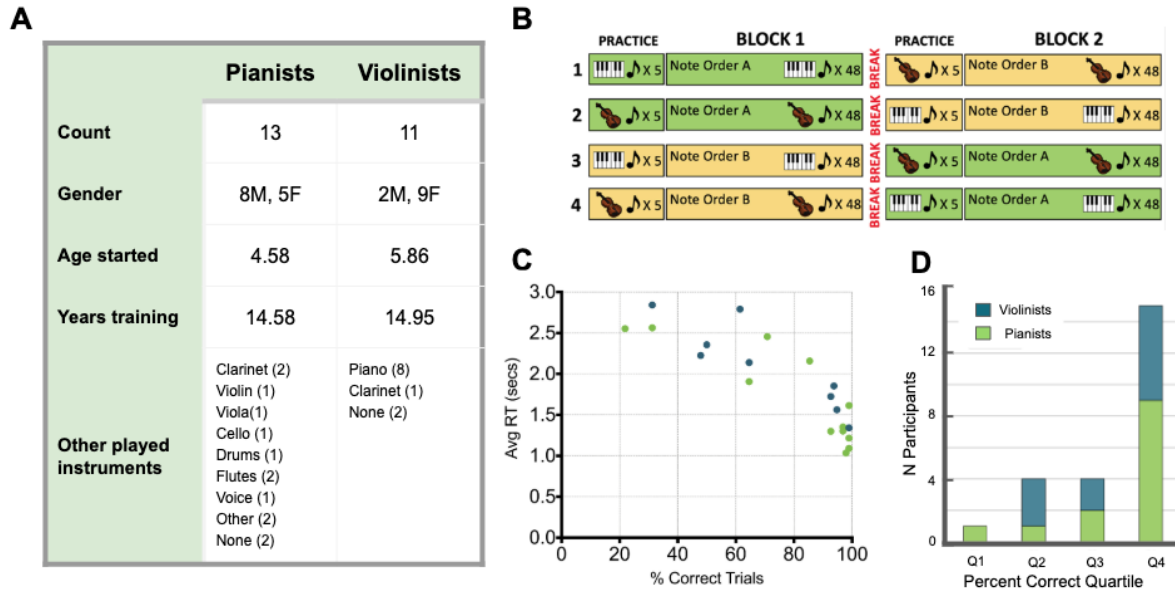 A
Pianists Violinists
Count 13 11
Gender 8M, 5F 2M, 9F
Age started 4.58 5.86
Years training 14.58 14.95
Other played instruments
Clarinet (2)
Violin (1)
Viola(1)
Cello (1)
Drums (1)
Flutes (2)
Voice (1)
Other (2)
None (2)
Piano (8)
Clarinet (1)
None (2)
B
PRACTICE BLOCK 1 PRACTICE BLOCK 2
1 X 5 Note Order A X 48 BREAK X 5 Note Order B X 48
2 X 5 Note Order A X 48 BREAK X 5 Note Order B X 48
3 X 5 Note Order B X 48 BREAK X 5 Note Order A X 48
4 X 5 Note Order B X 48 BREAK X 5 Note Order A X 48
C
Avg RT (secs)
3.0
2.5
2.0
1.5
1.0
0.5
0.0
0 20 40 60 80 100
% Correct Trials
D
N Participants
16
12
8
4
0
Violinists
Pianists
Q1 Q2 Q3 Q4
Percent Correct Quartile